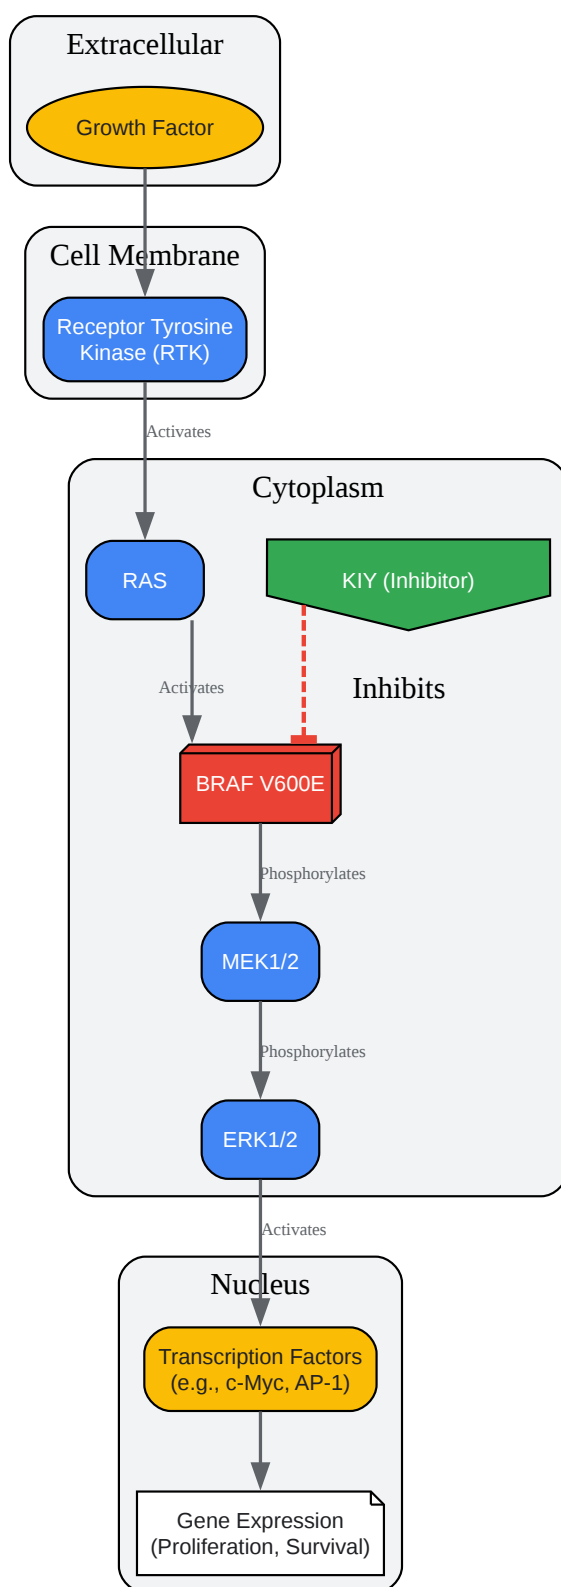 Extracellular
Growth Factor
Cell Membrane
Receptor Tyrosine
Kinase (RTK)
Activates
Cytoplasm
RAS
KIY (Inhibitor)
Activates
Inhibits
BRAF V600E
Phosphorylates
MEK1/2
Phosphorylates
ERK1/2
Activates
Nucleus
Transcription Factors
(e.g., c-Myc, AP-1)
Gene Expression
(Proliferation, Survival)